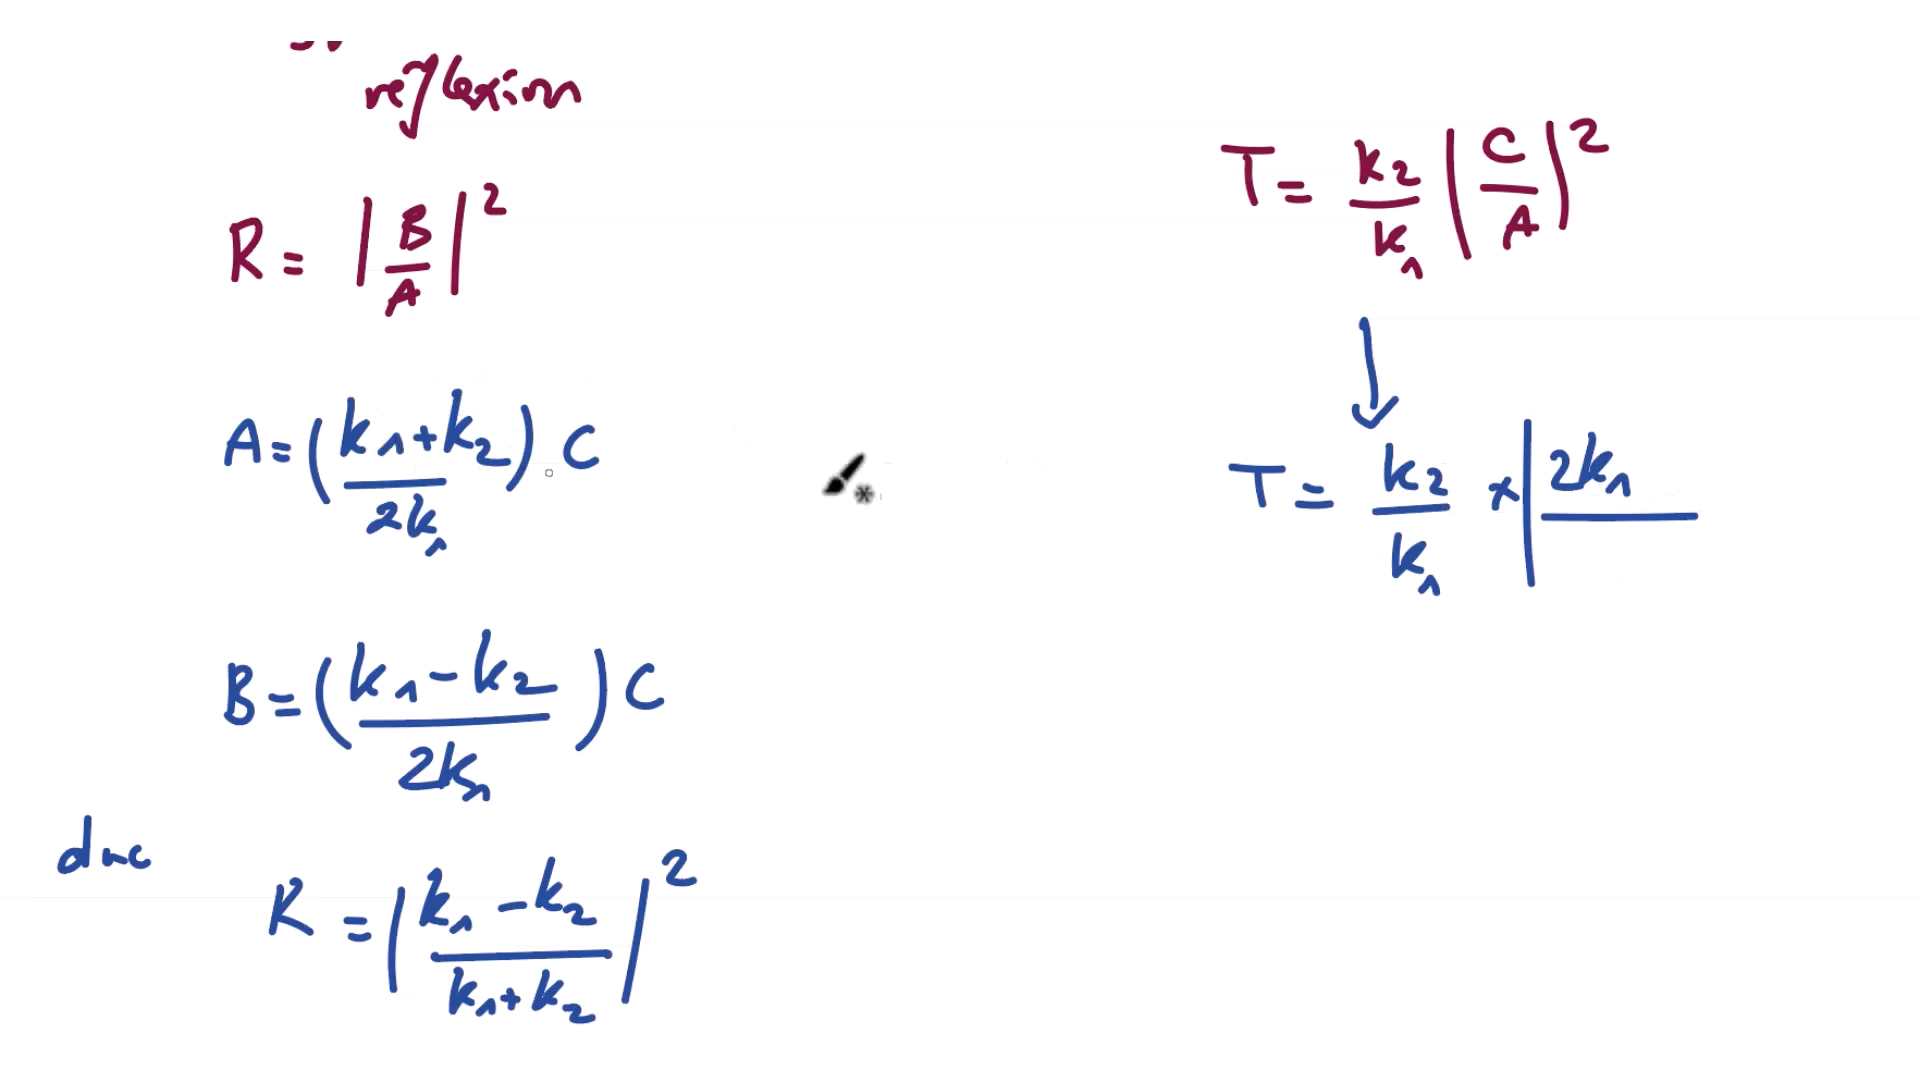 reflexion
R = |B/A|²
A = (k₁+k₂/2k₁) C
B = (k₁-k₂/2k₁) C
donc
R = |k₁-k₂/k₁+k₂|²
T = k₂/k₁ |C/A|²
↓
T = k₂/k₁ × |2k₁/